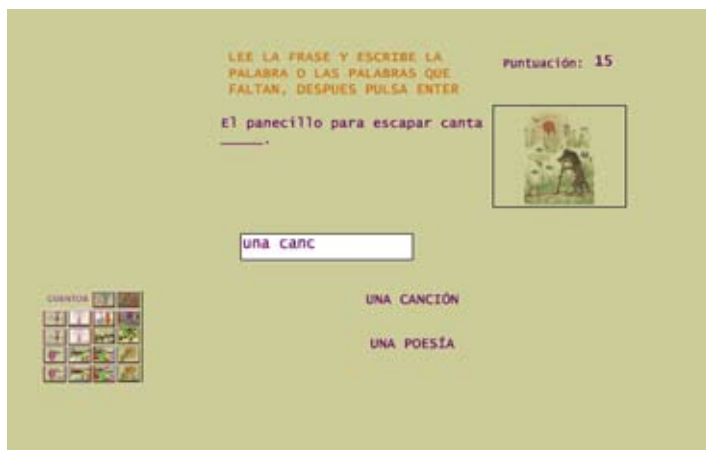 LEE LA FRASE Y ESCRIBE LA
PALABRA O LAS PALABRAS QUE
FALTAN, DESPUES PULSA ENTER
Puntuación: 15
El panecillo para escapar canta
_____.
una canc
CUENTOS
UNA CANCIÓN
UNA POESÍA